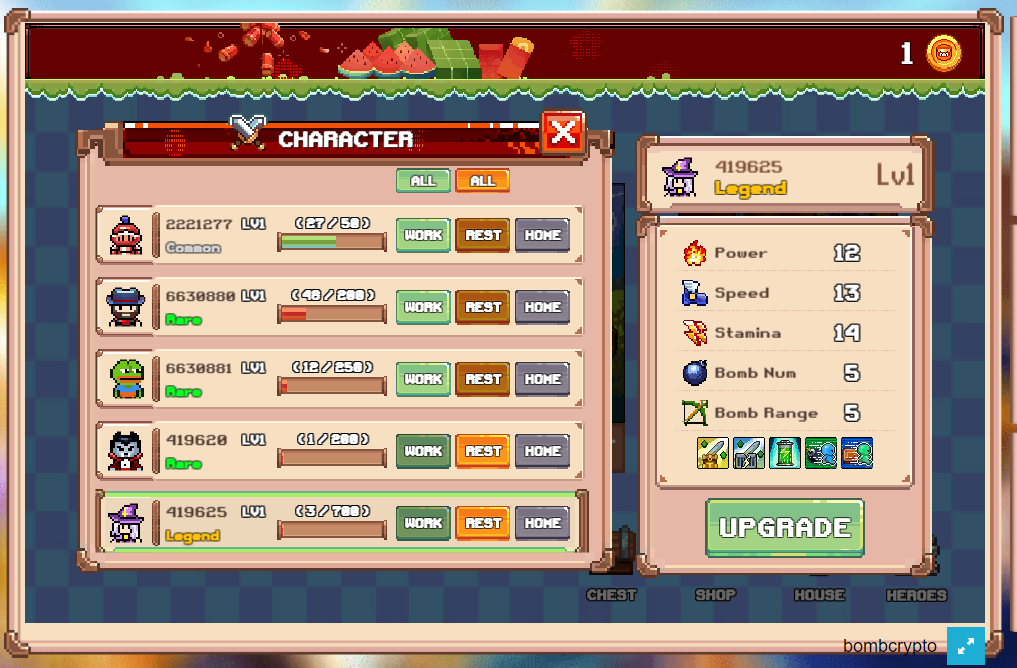 1
CHARACTER
ALL ALL
2221277 LV1 (27/50) WORK REST HOME
Common
6630880 LV1 (48/200) WORK REST HOME
Rare
6630881 LV1 (12/250) WORK REST HOME
Rare
419620 LV1 (1/200) WORK REST HOME
Rare
419625 LV1 (3/700) WORK REST HOME
Legend
419625 Lv1
Legend
Power 12
Speed 13
Stamina 14
Bomb Num 5
Bomb Range 5
UPGRADE
CHEST SHOP HOUSE HEROES
bombcrypto